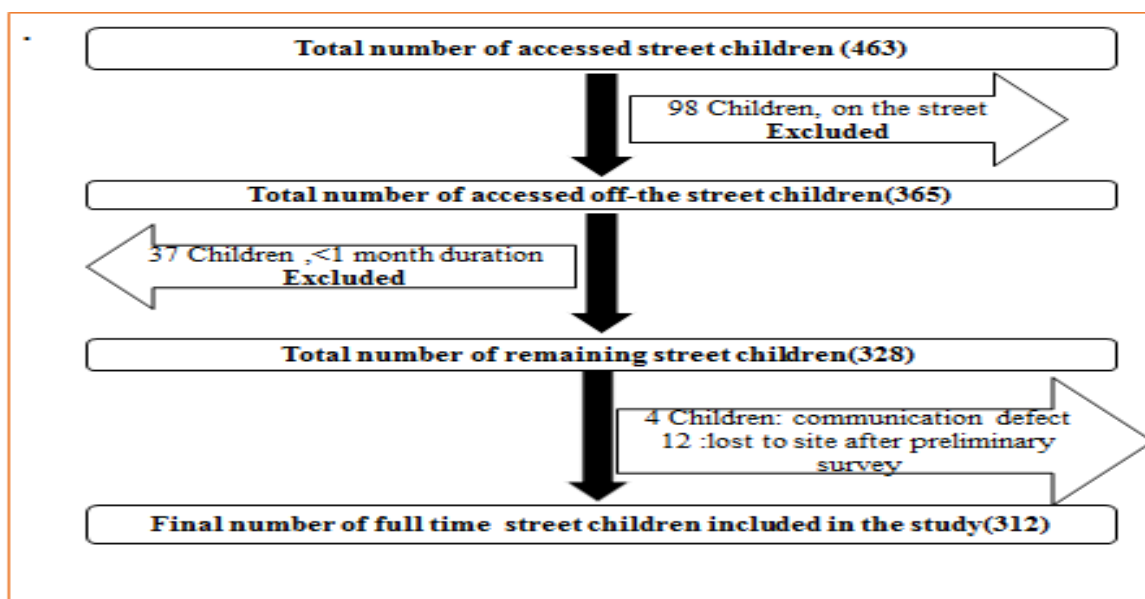 Total number of accessed street children (463)
98 Children, on the street
Excluded
Total number of accessed off-the street children(365)
37 Children ,<1 month duration
Excluded
Total number of remaining street children(328)
4 Children: communication defect
12 :lost to site after preliminary
survey
Final number of full time street children included in the study(312)